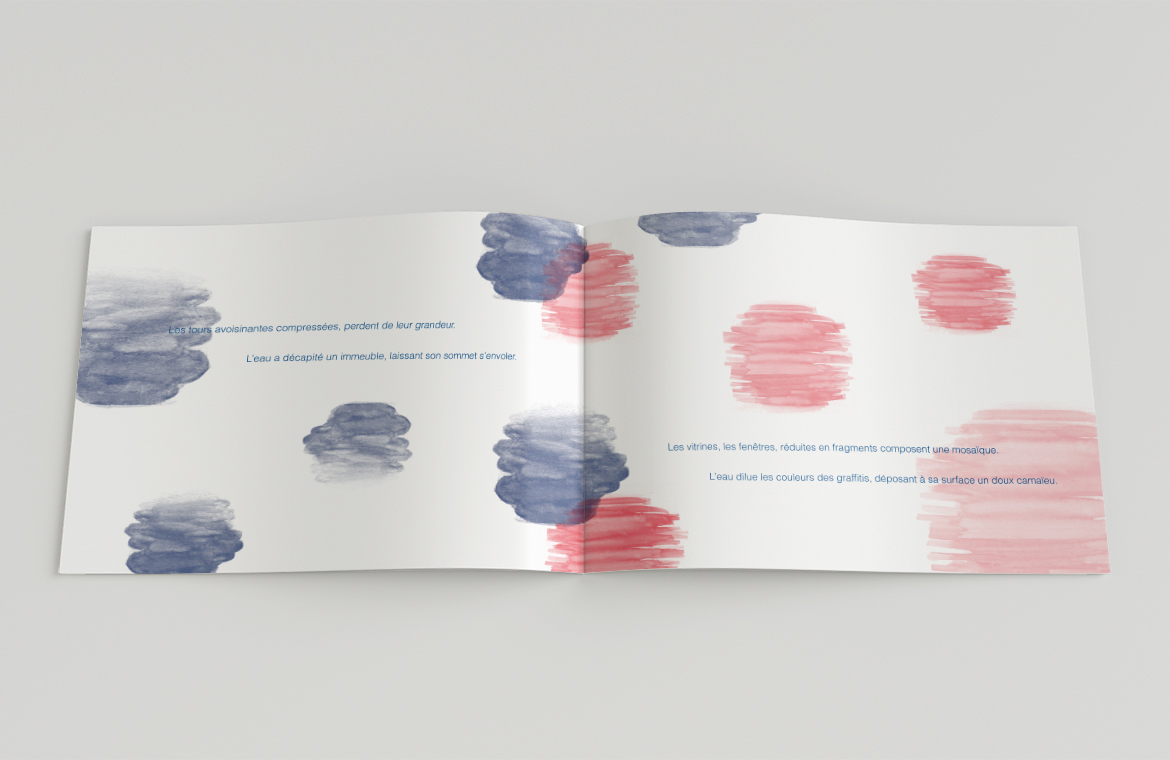 Les tours avoisinantes compressées, perdent de leur grandeur.
L'eau a décapité un immeuble, laissant son sommet s'envoler.
Les vitrines, les fenêtres, réduites en fragments composent une mosaïque.
L'eau dilue les couleurs des graffitis, déposant à sa surface un doux camaïeu.